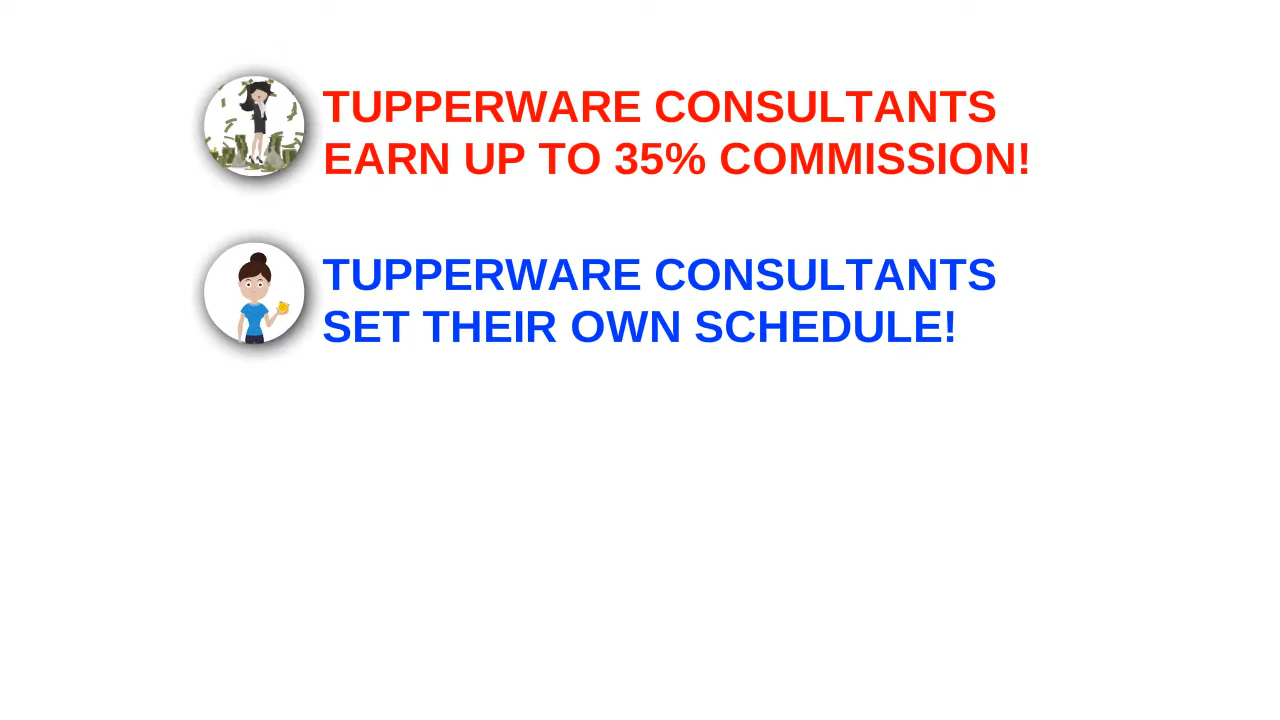 TUPPERWARE CONSULTANTS
EARN UP TO 35% COMMISSION!
TUPPERWARE CONSULTANTS
SET THEIR OWN SCHEDULE!